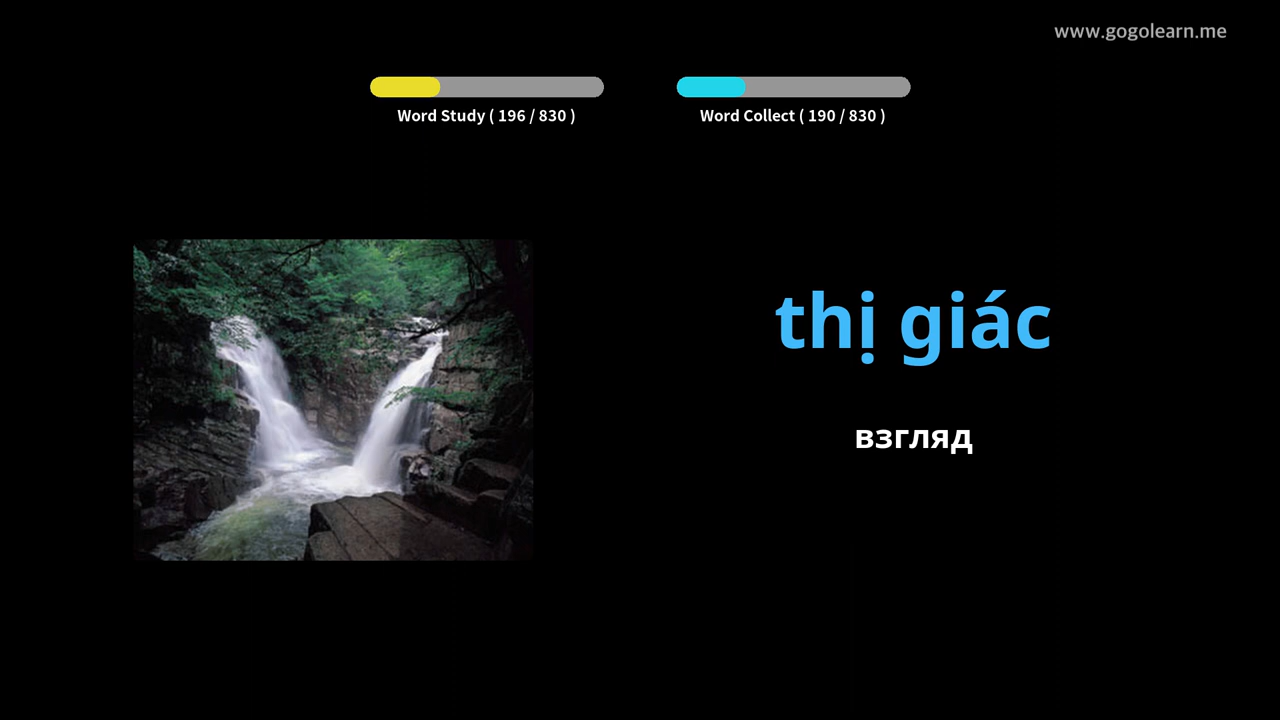 www.gogolearn.me
Word Study ( 196 / 830 )
Word Collect ( 190 / 830 )
thị giác
взгляд